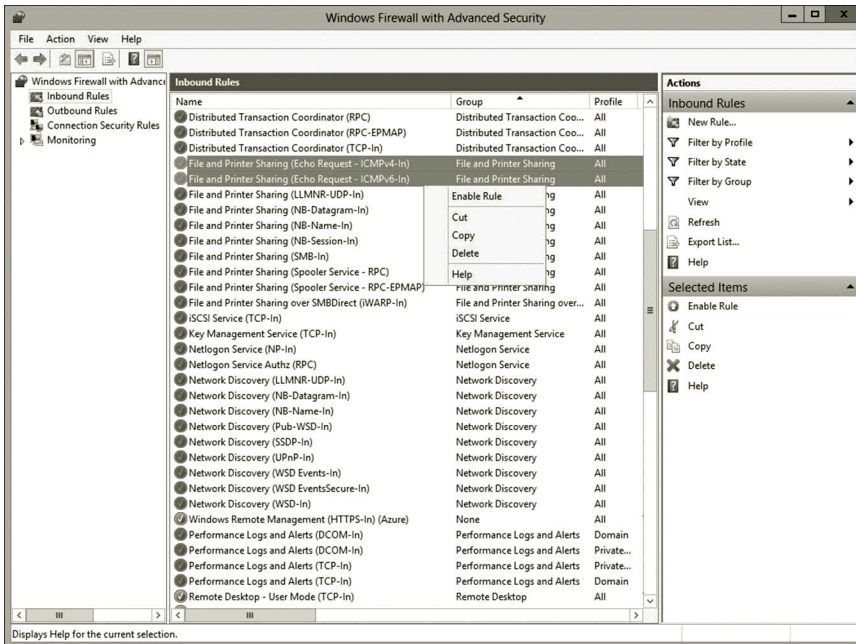 Windows Firewall with Advanced Security
File Action View Help
Windows Firewall with Advance
Inbound Rules
Outbound Rules
Connection Security Rules
Monitoring
Inbound Rules
Name Group Profile
Distributed Transaction Coordinator (RPC) Distributed Transaction Coo... All
Distributed Transaction Coordinator (RPC-EPMAP) Distributed Transaction Coo... All
Distributed Transaction Coordinator (TCP-In) Distributed Transaction Coo... All
File and Printer Sharing (Echo Request - ICMPv4-In) File and Printer Sharing All
File and Printer Sharing (Echo Request - ICMPv6-In) File and Printer Sharing All
File and Printer Sharing (LLMNR-UDP-In) ng All
File and Printer Sharing (NB-Datagram-In) ng All
File and Printer Sharing (NB-Name-In) ng All
File and Printer Sharing (NB-Session-In) ng All
File and Printer Sharing (SMB-In) ng All
File and Printer Sharing (Spooler Service - RPC) ng All
File and Printer Sharing (Spooler Service - RPC-EPMAP) File and Printer Sharing All
File and Printer Sharing over SMBDirect (iWARP-In) File and Printer Sharing over... All
iSCSI Service (TCP-In) iSCSI Service All
Key Management Service (TCP-In) Key Management Service All
Netlogon Service (NP-In) Netlogon Service All
Netlogon Service Authz (RPC) Netlogon Service All
Network Discovery (LLMNR-UDP-In) Network Discovery All
Network Discovery (NB-Datagram-In) Network Discovery All
Network Discovery (NB-Name-In) Network Discovery All
Network Discovery (Pub-WSD-In) Network Discovery All
Network Discovery (SSDP-In) Network Discovery All
Network Discovery (UPnP-In) Network Discovery All
Network Discovery (WSD Events-In) Network Discovery All
Network Discovery (WSD EventsSecure-In) Network Discovery All
Network Discovery (WSD-In) Network Discovery All
Windows Remote Management (HTTPS-In) (Azure) None All
Performance Logs and Alerts (DCOM-In) Performance Logs and Alerts Domain
Performance Logs and Alerts (DCOM-In) Performance Logs and Alerts Private...
Performance Logs and Alerts (TCP-In) Performance Logs and Alerts Private...
Performance Logs and Alerts (TCP-In) Performance Logs and Alerts Domain
Remote Desktop - User Mode (TCP-In) Remote Desktop All
Enable Rule
Cut
Copy
Delete
Help
Actions
Inbound Rules
New Rule...
Filter by Profile
Filter by State
Filter by Group
View
Refresh
Export List...
Help
Selected Items
Enable Rule
Cut
Copy
Delete
Help
Displays Help for the current selection.